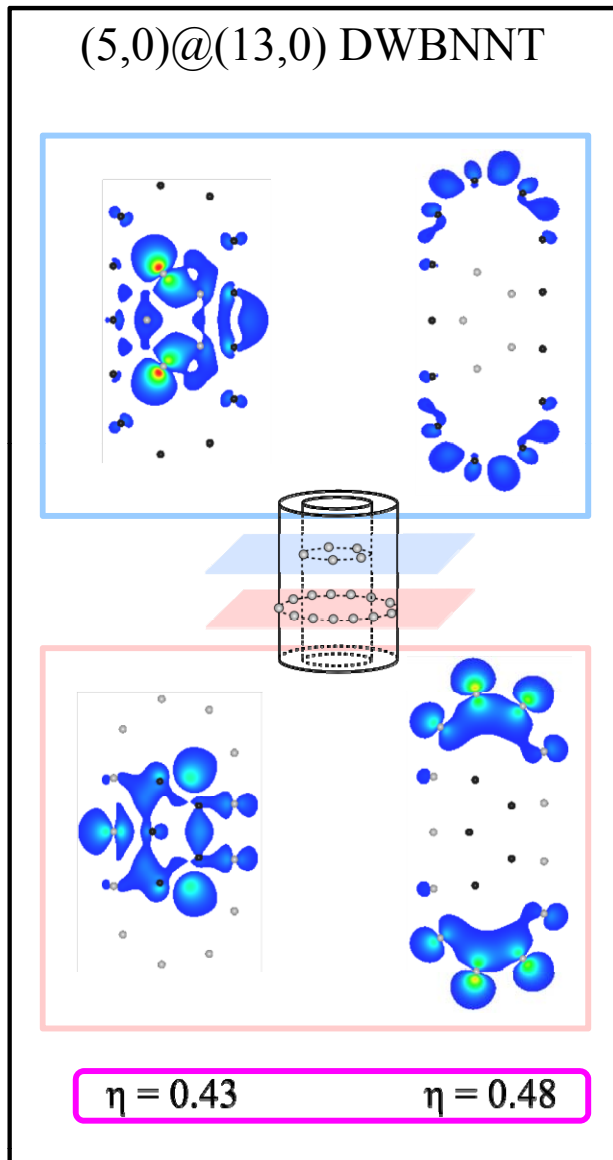 (5,0)@(13,0) DWBNNT
η = 0.43
η = 0.48